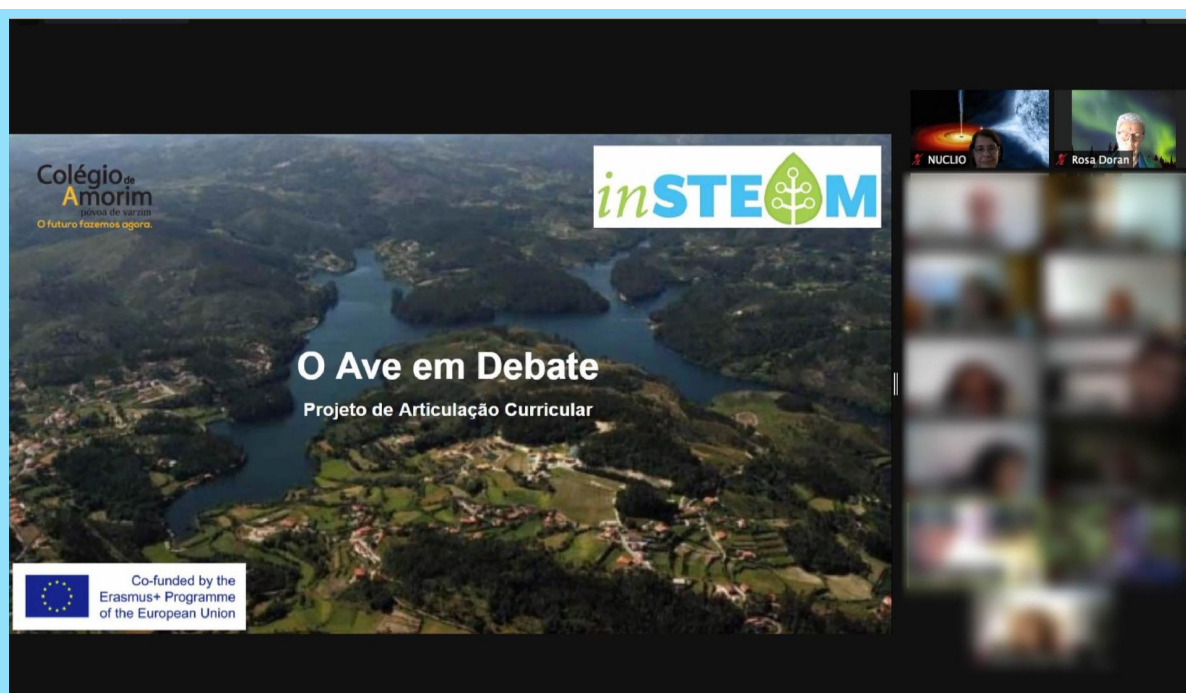 Colégio de
Amorim
póvoa de varzim
O futuro fazemos agora.
inSTEAM
O Ave em Debate
Projeto de Articulação Curricular
Co-funded by the
Erasmus+ Programme
of the European Union
NUCLIO
Rosa Doran